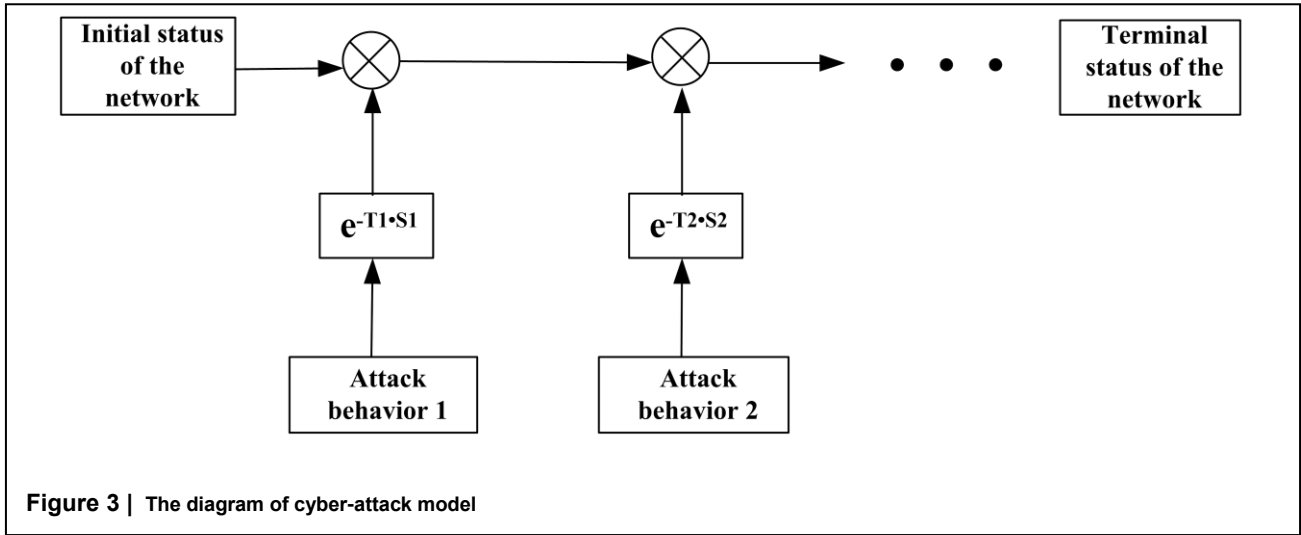 Initial status
of the
network
Terminal
status of the
network
e-T1•S1
e-T2•S2
Attack
behavior 1
Attack
behavior 2
Figure 3 | The diagram of cyber-attack model